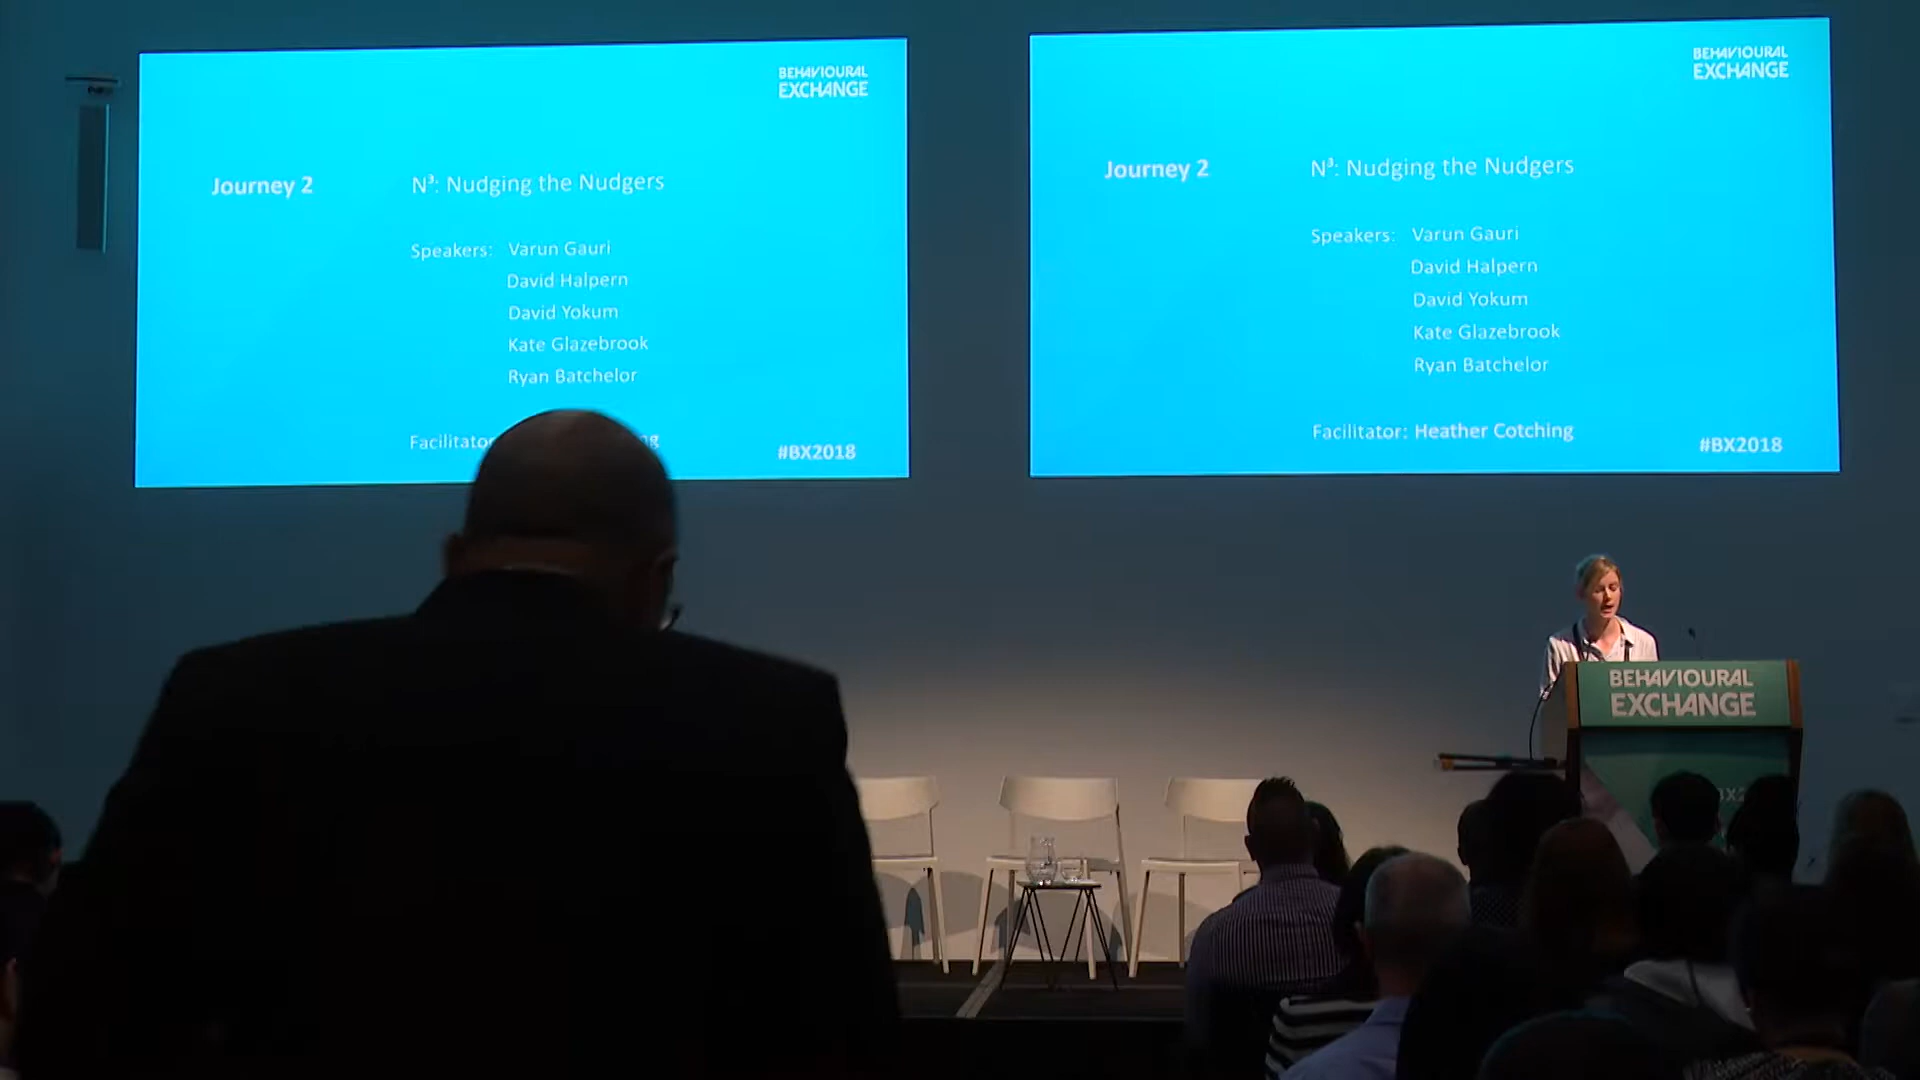 BEHAVIOURAL
EXCHANGE
Journey 2
N³: Nudging the Nudgers
Speakers: Varun Gauri
David Halpern
David Yokum
Kate Glazebrook
Ryan Batchelor
Facilitato
ng
#BX2018
BEHAVIOURAL
EXCHANGE
Journey 2
N³: Nudging the Nudgers
Speakers: Varun Gauri
David Halpern
David Yokum
Kate Glazebrook
Ryan Batchelor
Facilitator: Heather Cotching
#BX2018
BEHAVIOURAL
EXCHANGE